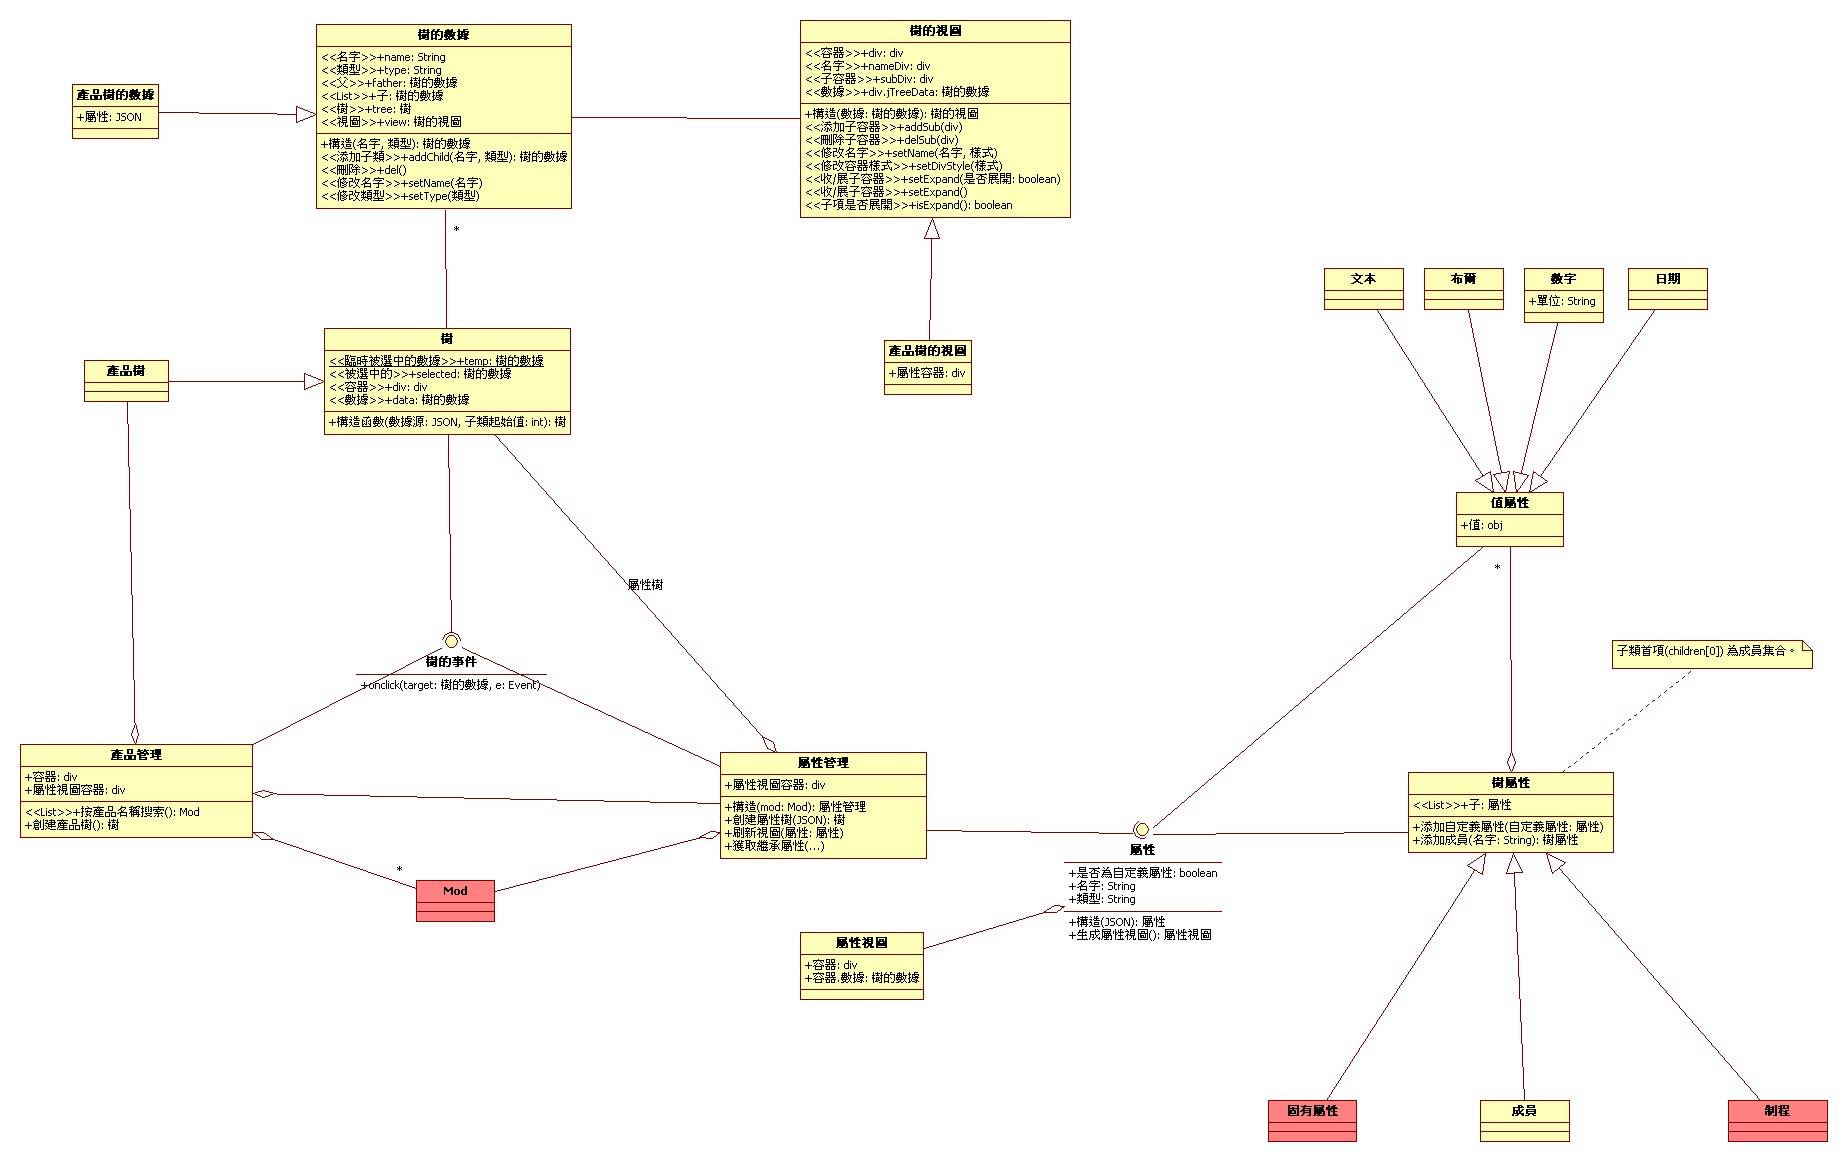 樹的數據
<<名字>>+name: String
<<類型>>+type: String
<<父>>+father: 樹的數據
<<List>>+子: 樹的數據
<<樹>>+tree: 樹
<<視圖>>+view: 樹的視圖
+構造(名字, 類型): 樹的數據
<<添加子類>>+addChild(名字, 類型): 樹的數據
<<刪除>>+del()
<<修改名字>>+setName(名字)
<<修改類型>>+setType(類型)
樹的視圖
<<容器>>+div: div
<<名字>>+nameDiv: div
<<子容器>>+subDiv: div
<<數據>>+div.jTreeData: 樹的數據
+構造(數據: 樹的數據): 樹的視圖
<<添加子容器>>+addSub(div)
<<刪除子容器>>+delSub(div)
<<修改名字>>+setName(名字, 樣式)
<<修改容器樣式>>+setDivStyle(樣式)
<<收/展子容器>>+setExpand(是否展開: boolean)
<<收/展子容器>>+setExpand()
<<子項是否展開>>+isExpand(): boolean
產品樹的數據
+屬性: JSON
*
文本
布爾
數字
+單位: String
日期
樹
<<臨時被選中的數據>>+temp: 樹的數據
<<被選中的>>+selected: 樹的數據
<<容器>>+div: div
<<數據>>+data: 樹的數據
+構造函數(數據源: JSON, 子類起始值: int): 樹
產品樹的視圖
+屬性容器: div
產品樹
值屬性
+值: obj
*
屬性樹
樹的事件
+onclick(target: 樹的數據, e: Event)
子類首項(children[0]) 為成員集合。
產品管理
+容器: div
+屬性視圖容器: div
<<List>>+按產品名稱搜索(): Mod
+創建產品樹(): 樹
屬性管理
+屬性視圖容器: div
+構造(mod: Mod): 屬性管理
+創建屬性樹(JSON): 樹
+刷新視圖(屬性: 屬性)
+獲取繼承屬性(...)
樹屬性
<<List>>+子: 屬性
+添加自定義屬性(自定義屬性: 屬性)
+添加成員(名字: String): 樹屬性
屬性
+是否為自定義屬性: boolean
+名字: String
+類型: String
+構造(JSON): 屬性
+生成屬性視圖(): 屬性視圖
*
Mod
屬性視圖
+容器: div
+容器.數據: 樹的數據
固有屬性
成員
制程